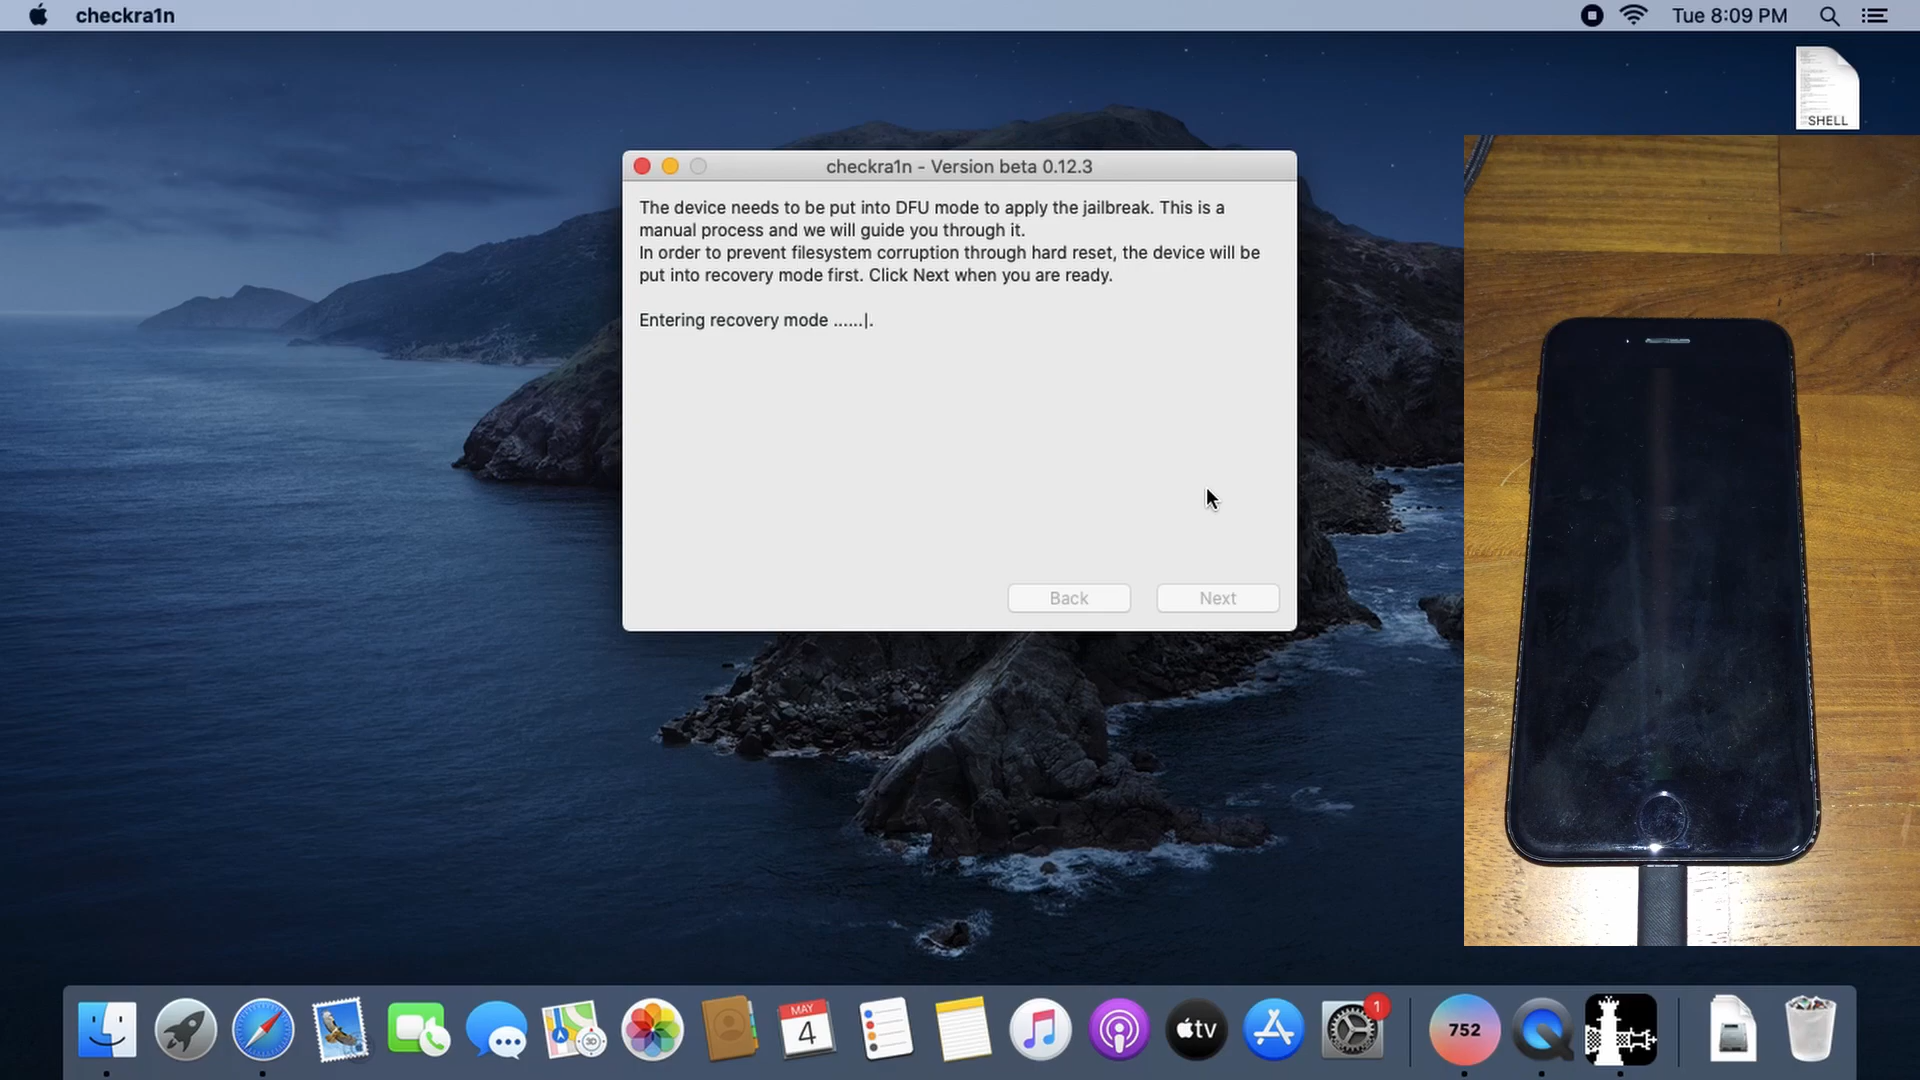 checkra1n
Tue 8:09 PM
SHELL
checkra1n - Version beta 0.12.3
The device needs to be put into DFU mode to apply the jailbreak. This is a
manual process and we will guide you through it.
In order to prevent filesystem corruption through hard reset, the device will be
put into recovery mode first. Click Next when you are ready.
Entering recovery mode ......|.
Back
Next
MAY
4
3D
tv
1
752